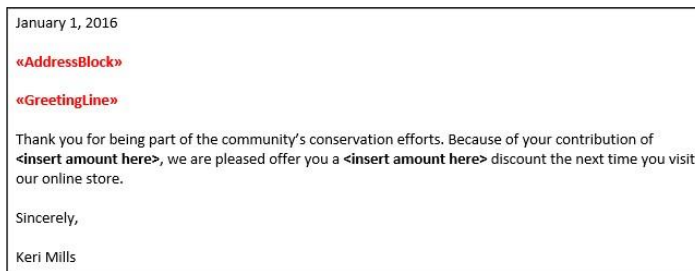 January 1, 2016
«AddressBlock»
«GreetingLine»
Thank you for being part of the community’s conservation efforts. Because of your contribution of
<insert amount here>, we are pleased offer you a <insert amount here> discount the next time you visit
our online store.
Sincerely,
Keri Mills